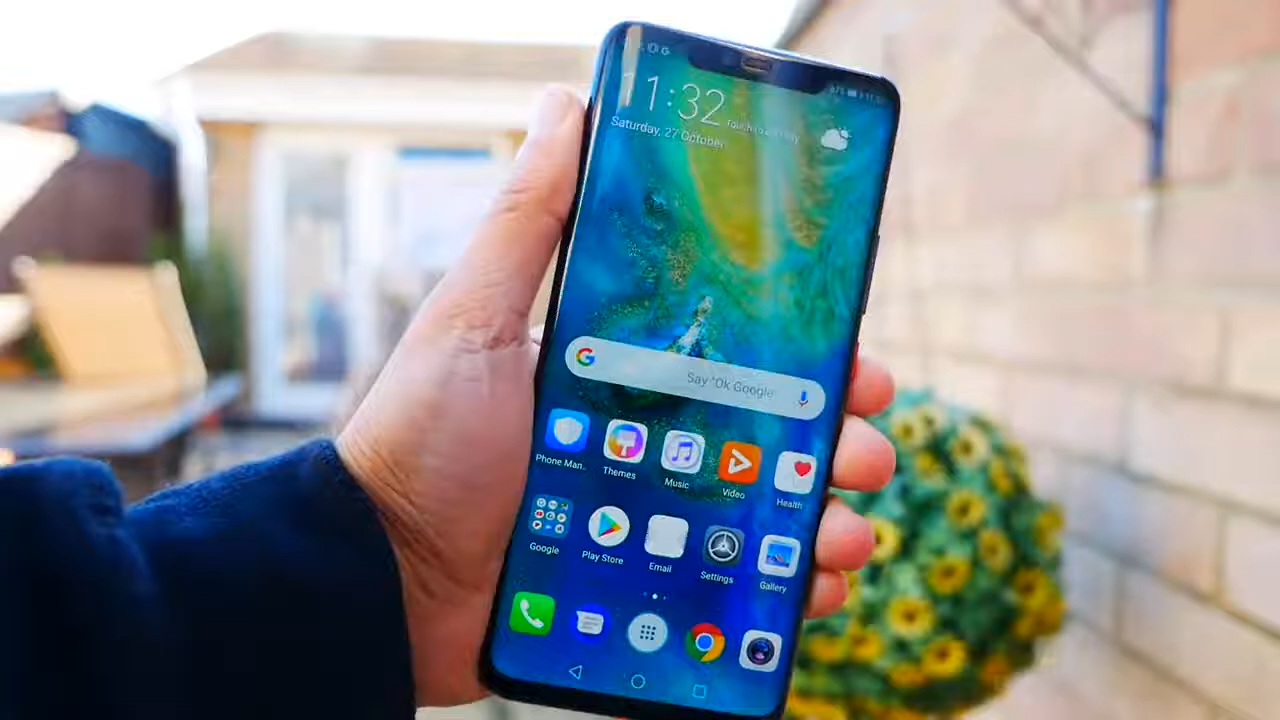 1:32
Saturday, 27 October
Say "Ok Google"
Phone Man..
Themes
Music
Video
Health
Google
Play Store
Email
Settings
Gallery